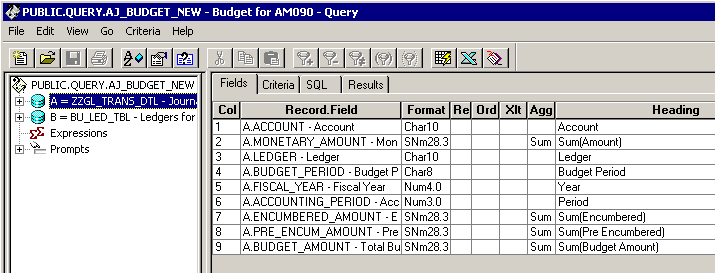 PUBLIC.QUERY.AJ_BUDGET_NEW - Budget for AM090 - Query
File Edit View Go Criteria Help
PUBLIC.QUERY.AJ_BUDGET_NEW
A = ZZGL_TRANS_DTL - Journ
B = BU_LED_TBL - Ledgers for
Expressions
Prompts
Fields Criteria SQL Results
Col Record.Field Format Re Ord Xlt Agg Heading
1 A.ACCOUNT - Account Char10 Account
2 A.MONETARY_AMOUNT - Mon SNm28.3 Sum Sum(Amount)
3 A.LEDGER - Ledger Char10 Ledger
4 A.BUDGET_PERIOD - Budget P Char8 Budget Period
5 A.FISCAL_YEAR - Fiscal Year Num4.0 Year
6 A.ACCOUNTING_PERIOD - Acc Num3.0 Period
7 A.ENCUMBERED_AMOUNT - E SNm28.3 Sum Sum(Encumbered)
8 A.PRE_ENCUM_AMOUNT - Pre SNm28.3 Sum Sum(Pre Encumbered)
9 A.BUDGET_AMOUNT - Total Bu SNm28.3 Sum Sum(Budget Amount)